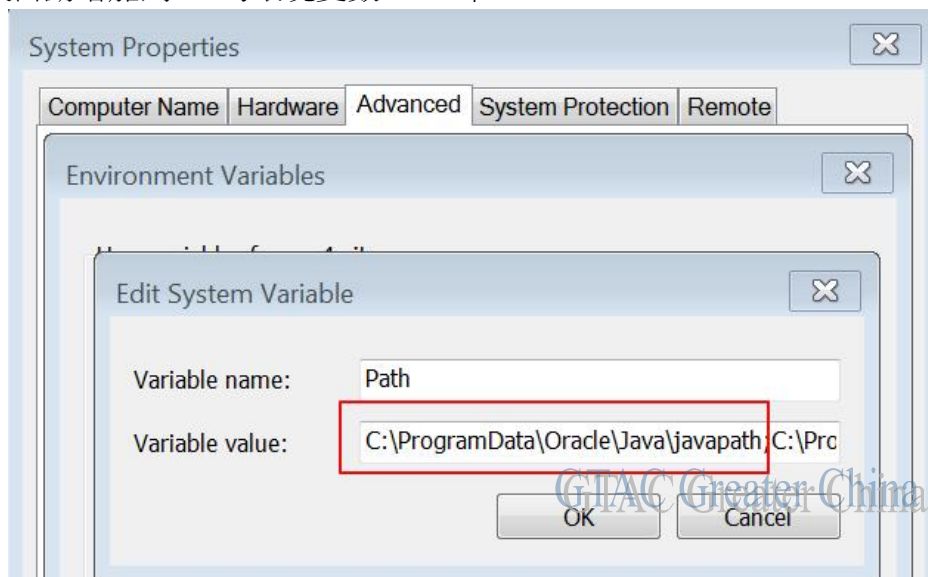 System Properties
Computer Name Hardware Advanced System Protection Remote
Environment Variables
Edit System Variable
Variable name: Path
Variable value: C:\ProgramData\Oracle\Java\javapath;C:\Pro
GTAC Greater China
OK Cancel